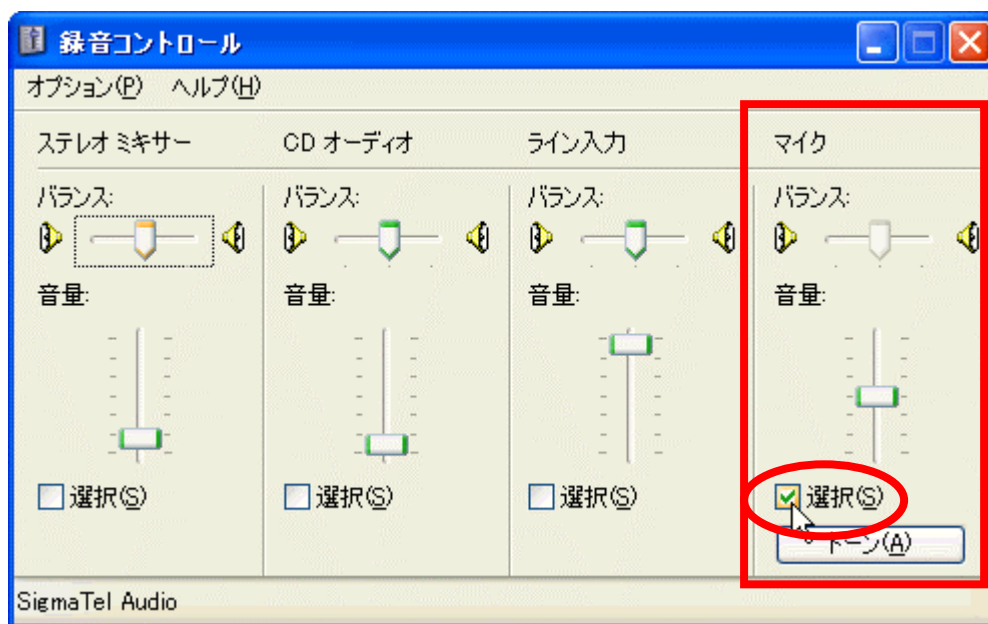 録音コントロール
オプション(P) ヘルプ(H)
ステレオ ミキサー CD オーディオ ライン入力 マイク
バランス: バランス: バランス: バランス:
音量: 音量: 音量: 音量:
選択(S) 選択(S) 選択(S) 選択(S)
トーン(A)
SigmaTel Audio